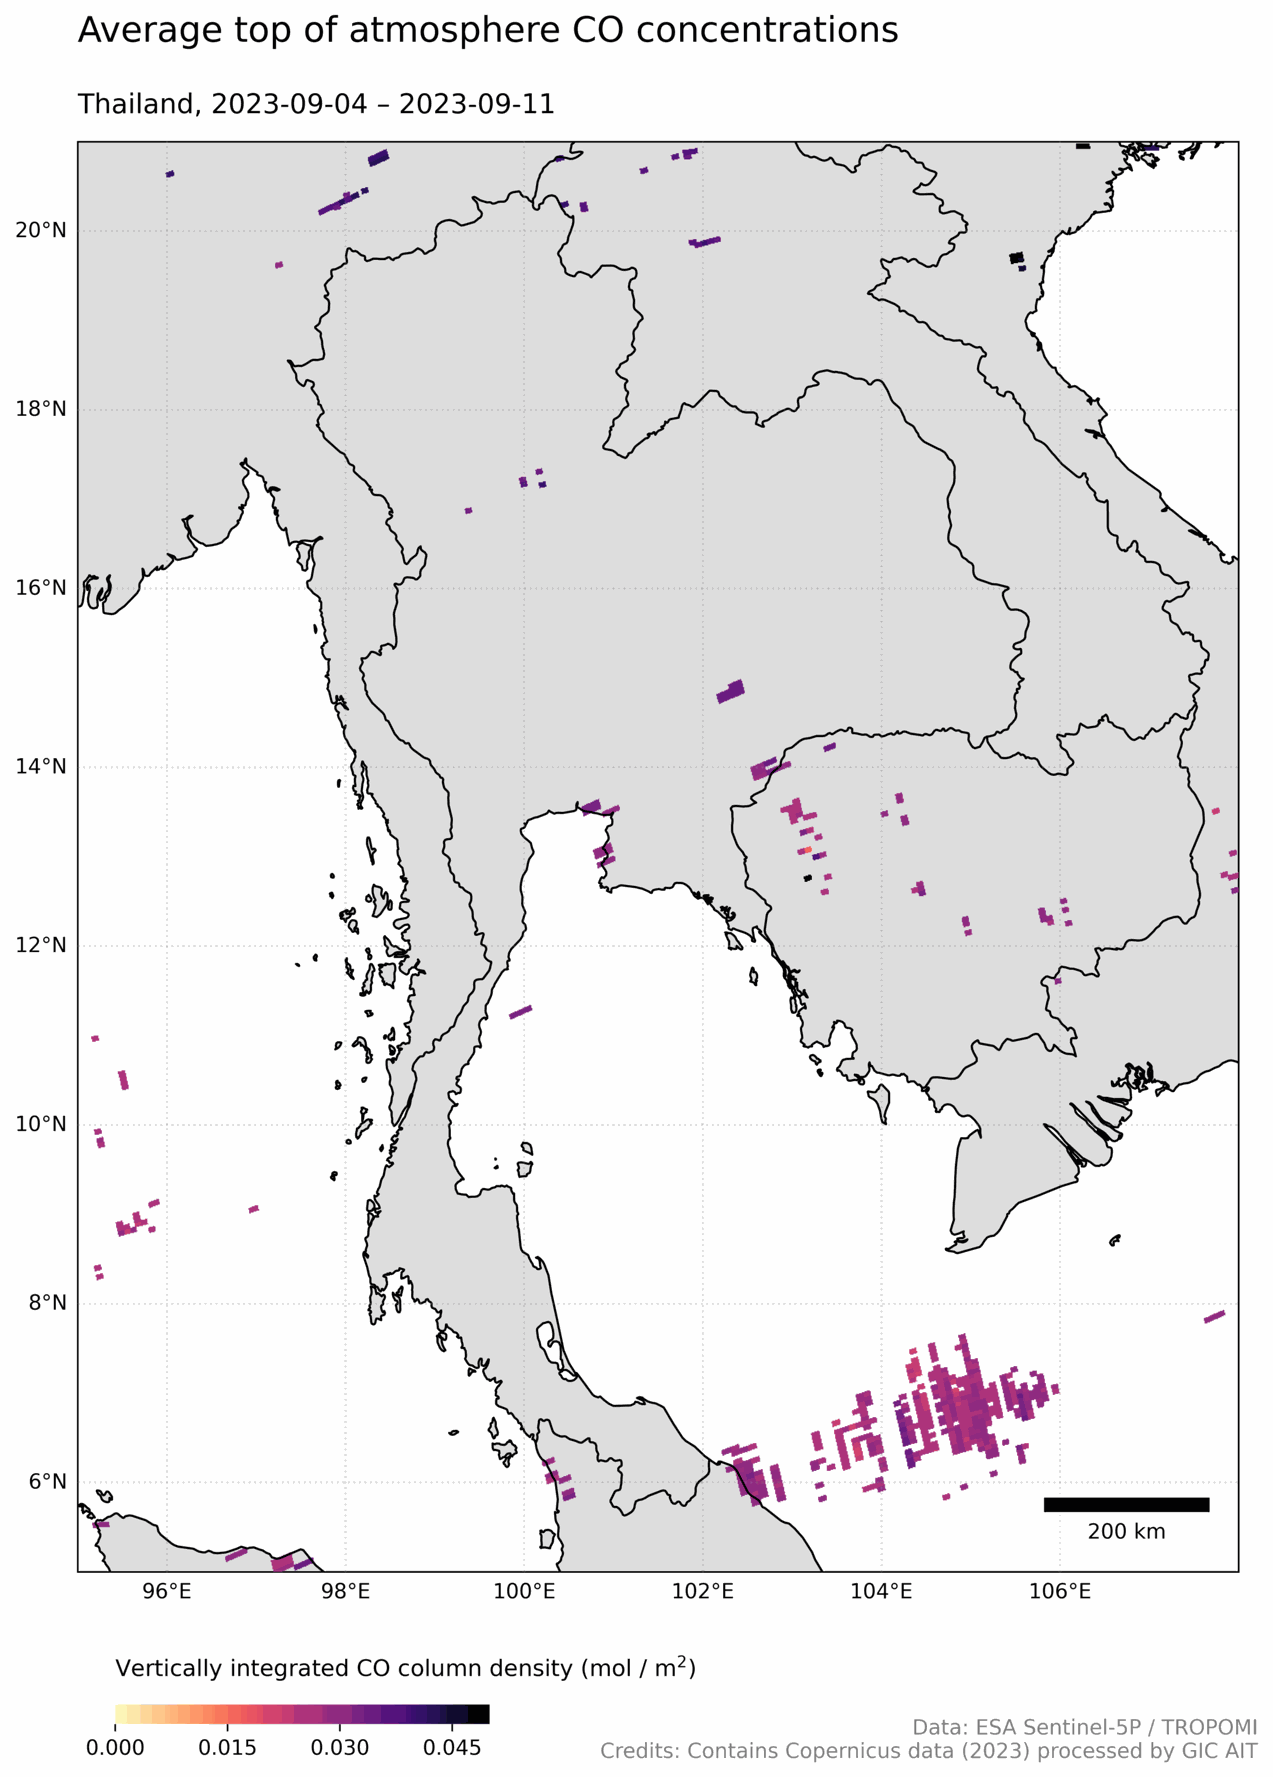 Average top of atmosphere CO concentrations
Thailand, 2023-09-04 – 2023-09-11
20°N
18°N
16°N
14°N
12°N
10°N
8°N
6°N
200 km
96°E 98°E 100°E 102°E 104°E 106°E
Vertically integrated CO column density (mol / m²)
0.000 0.015 0.030 0.045
Data: ESA Sentinel-5P / TROPOMI
Credits: Contains Copernicus data (2023) processed by GIC AIT